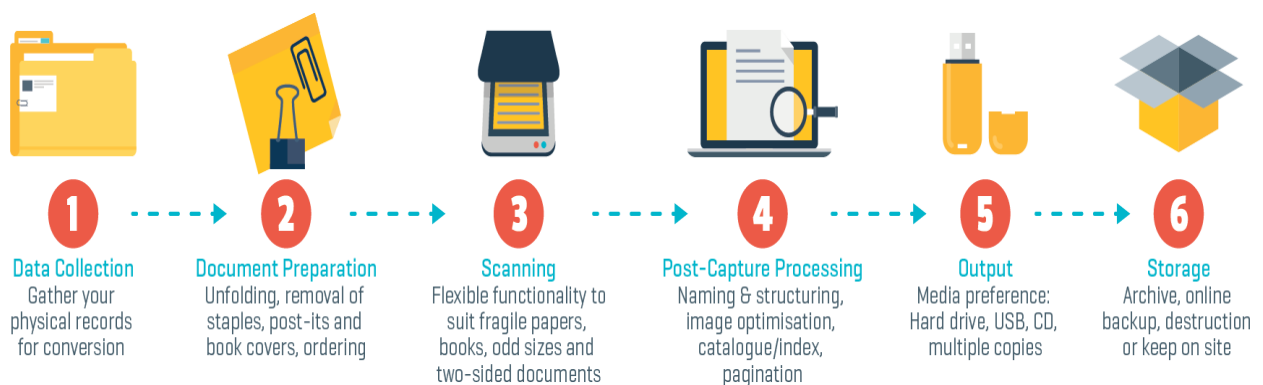 1
Data Collection
Gather your
physical records
for conversion
2
Document Preparation
Unfolding, removal of
staples, post-its and
book covers, ordering
3
Scanning
Flexible functionality to
suit fragile papers,
books, odd sizes and
two-sided documents
4
Post-Capture Processing
Naming & structuring,
image optimisation,
catalogue/index,
pagination
5
Output
Media preference:
Hard drive, USB, CD,
multiple copies
6
Storage
Archive, online
backup, destruction
or keep on site